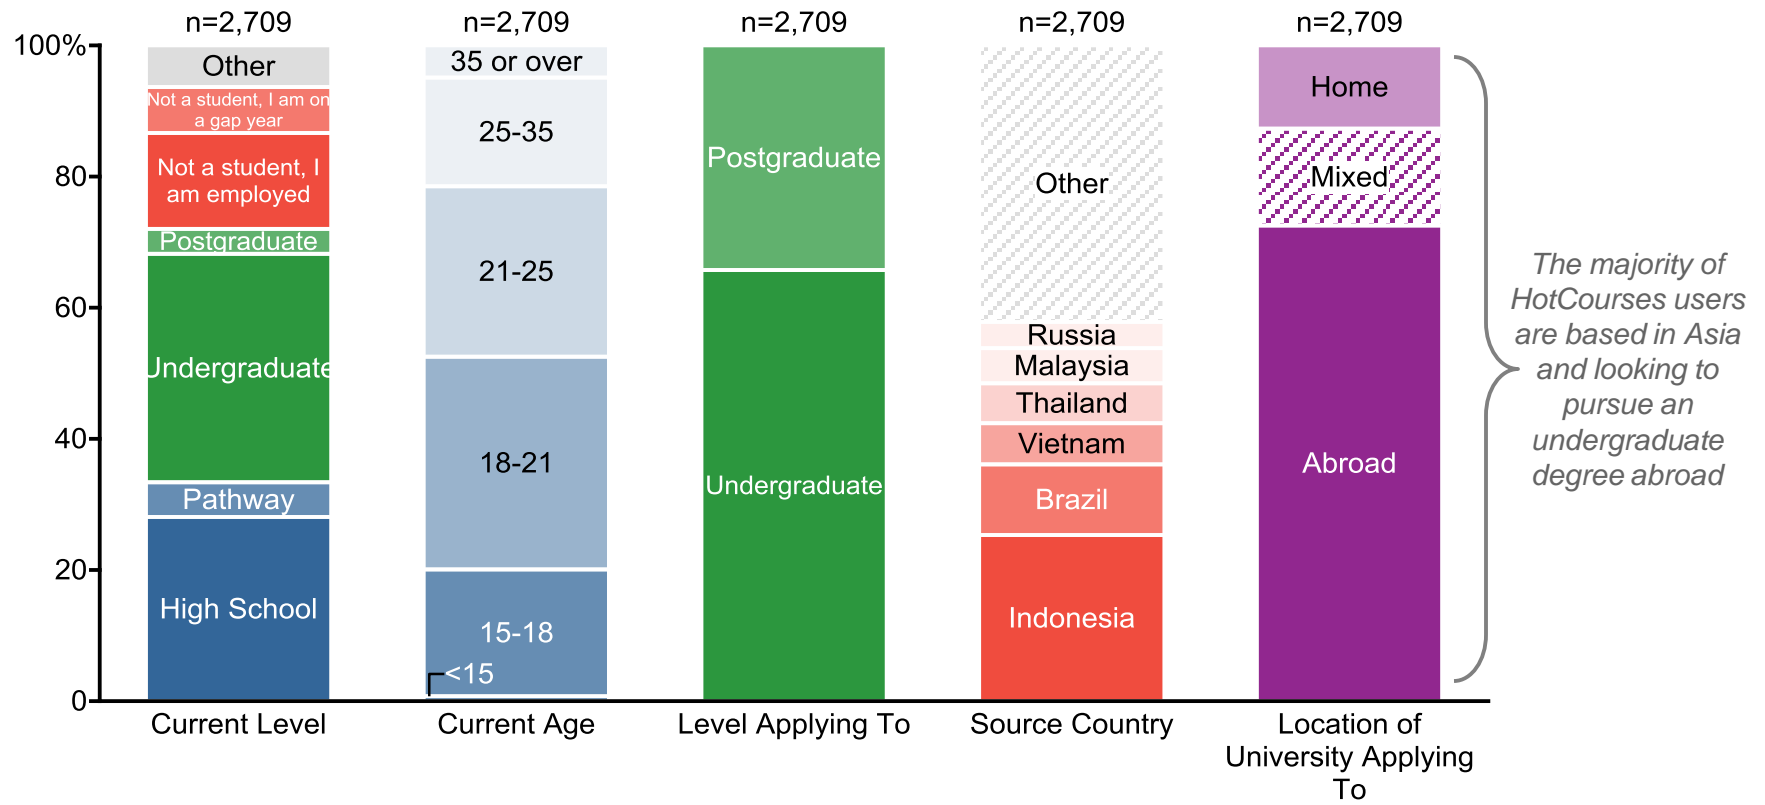 n=2,709
n=2,709
n=2,709
n=2,709
n=2,709
100%
80
60
40
20
0
Other
Not a student, I am on
a gap year
Not a student, I
am employed
Postgraduate
Undergraduate
Pathway
High School
35 or over
25-35
21-25
18-21
15-18
<15
Postgraduate
Undergraduate
Other
Russia
Malaysia
Thailand
Vietnam
Brazil
Indonesia
Home
Mixed
Abroad
The majority of
HotCourses users
are based in Asia
and looking to
pursue an
undergraduate
degree abroad
Current Level
Current Age
Level Applying To
Source Country
Location of
University Applying
To